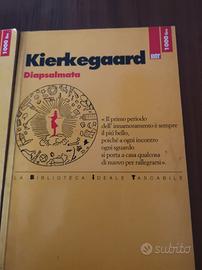 1000 lire
Kierkegaard
1000 lire
Diapsalmata
« Il primo periodo
dell' innamoramento è sempre
il più bello,
poiché a ogni incontro
ogni sguardo
si porta a casa qualcosa
di nuovo per rallegrarsi ».
LA BIBLIOTECA IDEALE TASCABILE
subito